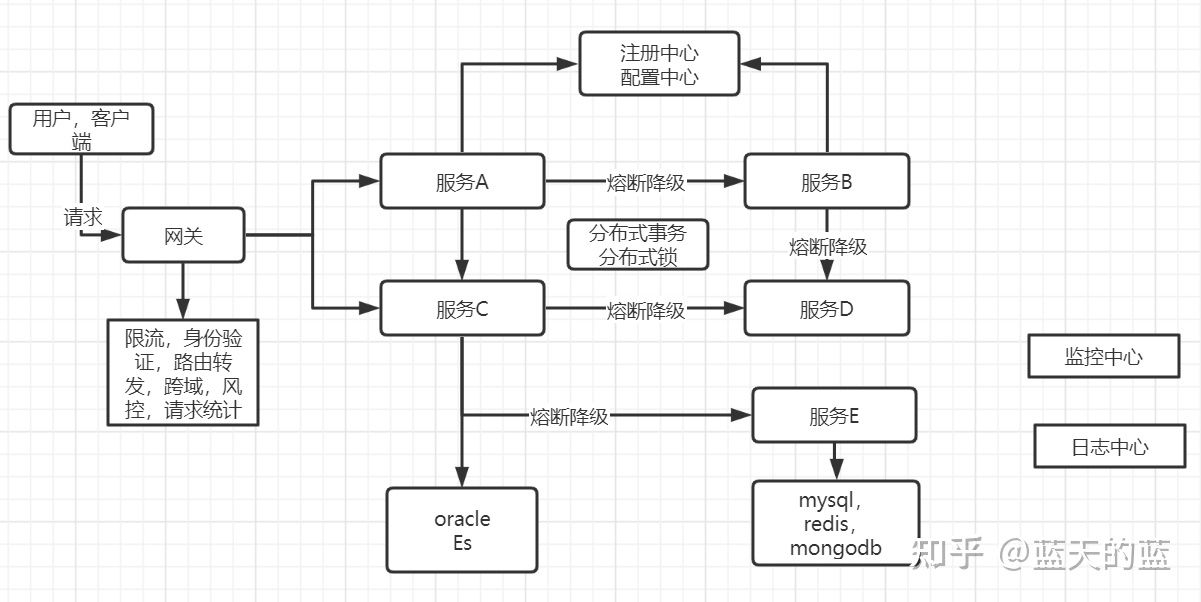 注册中心
配置中心
用户，客户
端
请求
网关
服务A
熔断降级
服务B
分布式事务
分布式锁
熔断降级
服务C
熔断降级
服务D
限流，身份验
证，路由转
发，跨域，风
控，请求统计
监控中心
熔断降级
服务E
日志中心
oracle
Es
mysql，
redis，
mongodb
知乎 @蓝天的蓝